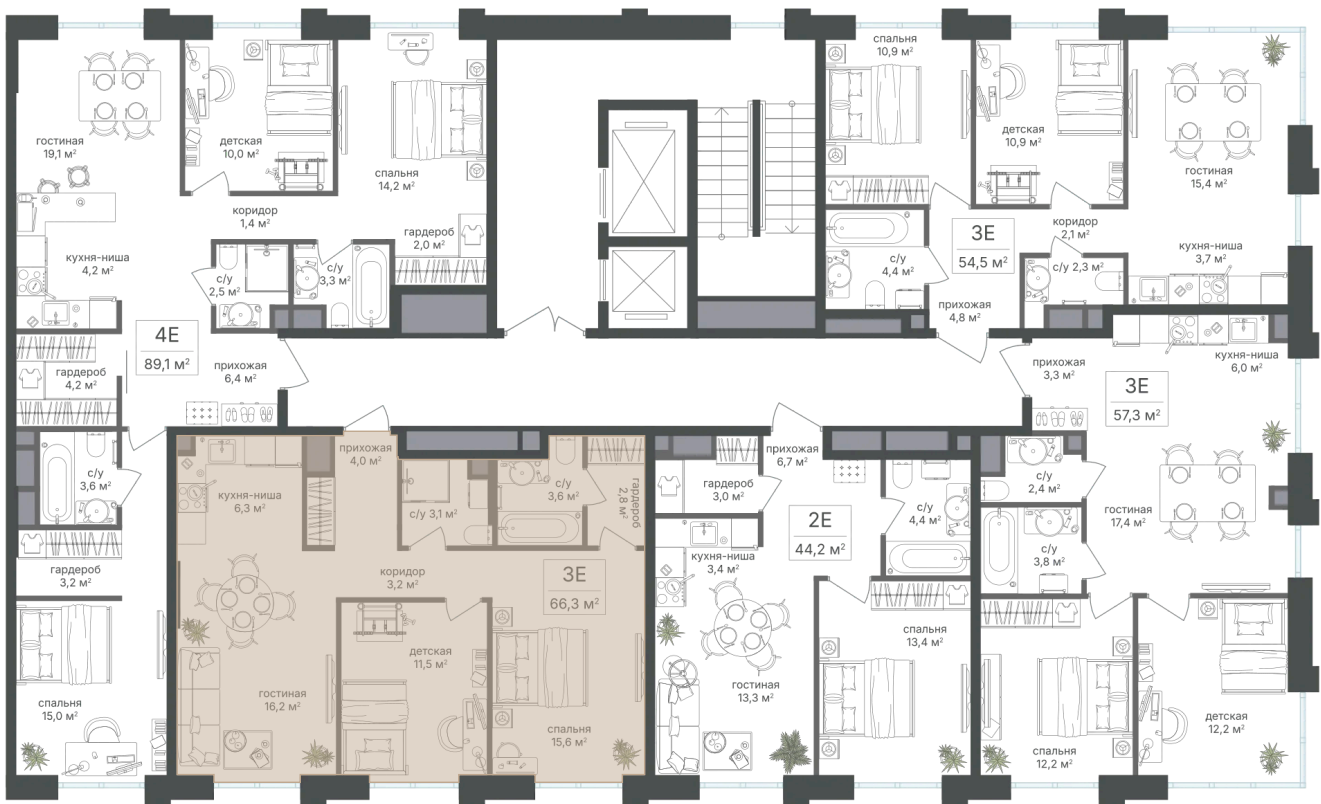 гостиная
19,1 м²
кухня-ниша
4,2 м²
детская
10,0 м²
спальня
14,2 м²
коридор
1,4 м²
гардероб
2,0 м²
с/у
2,5 м²
с/у
3,3 м²
4Е
89,1 м²
прихожая
6,4 м²
гардероб
4,2 м²
с/у
3,6 м²
гардероб
3,2 м²
спальня
15,0 м²
прихожая
4,0 м²
кухня-ниша
6,3 м²
с/у 3,1 м²
с/у
3,6 м²
гардероб
2,8 м²
коридор
3,2 м²
3Е
66,3 м²
детская
11,5 м²
гостиная
16,2 м²
спальня
15,6 м²
прихожая
6,7 м²
гардероб
3,0 м²
2Е
44,2 м²
с/у
4,4 м²
кухня-ниша
3,4 м²
спальня
13,4 м²
гостиная
13,3 м²
спальня
10,9 м²
детская
10,9 м²
гостиная
15,4 м²
коридор
2,1 м²
3Е
54,5 м²
с/у
4,4 м²
с/у 2,3 м²
кухня-ниша
3,7 м²
прихожая
4,8 м²
прихожая
3,3 м²
кухня-ниша
6,0 м²
3Е
57,3 м²
с/у
2,4 м²
гостиная
17,4 м²
с/у
3,8 м²
спальня
12,2 м²
детская
12,2 м²